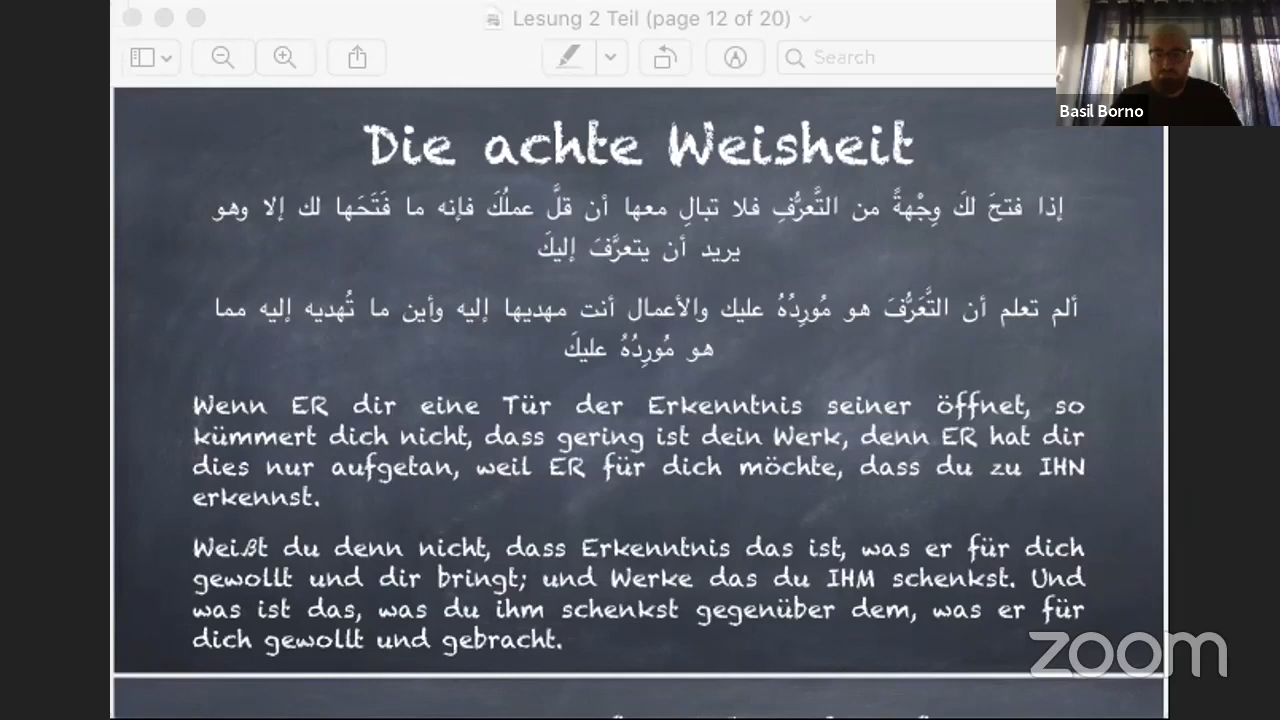 Lesung 2 Teil (page 12 of 20)
Search
Basil Borno
Die achte Weisheit
إذا فتحَ لكَ وِجْهةً من التَّعرُّفِ فلا تبالِ معها أن قلَّ عملُكَ فإنه ما فَتَحَها لك إلا وهو
يريد أن يتعرَّفَ إليكَ
ألم تعلم أن التَّعَرُّفَ هو مُورِدُهُ عليك والأعمال أنت مهديها إليه وأين ما تُهديه إليه مما
هو مُورِدُهُ عليكَ
Wenn ER dir eine Tür der Erkenntnis seiner öffnet, so
kümmert dich nicht, dass gering ist dein Werk, denn ER hat dir
dies nur aufgetan, weil ER für dich möchte, dass du zu IHN
erkennst.
Weißt du denn nicht, dass Erkenntnis das ist, was er für dich
gewollt und dir bringt; und Werke das du IHM schenkst. Und
was ist das, was du ihm schenkst gegenüber dem, was er für
dich gewollt und gebracht.
zoom